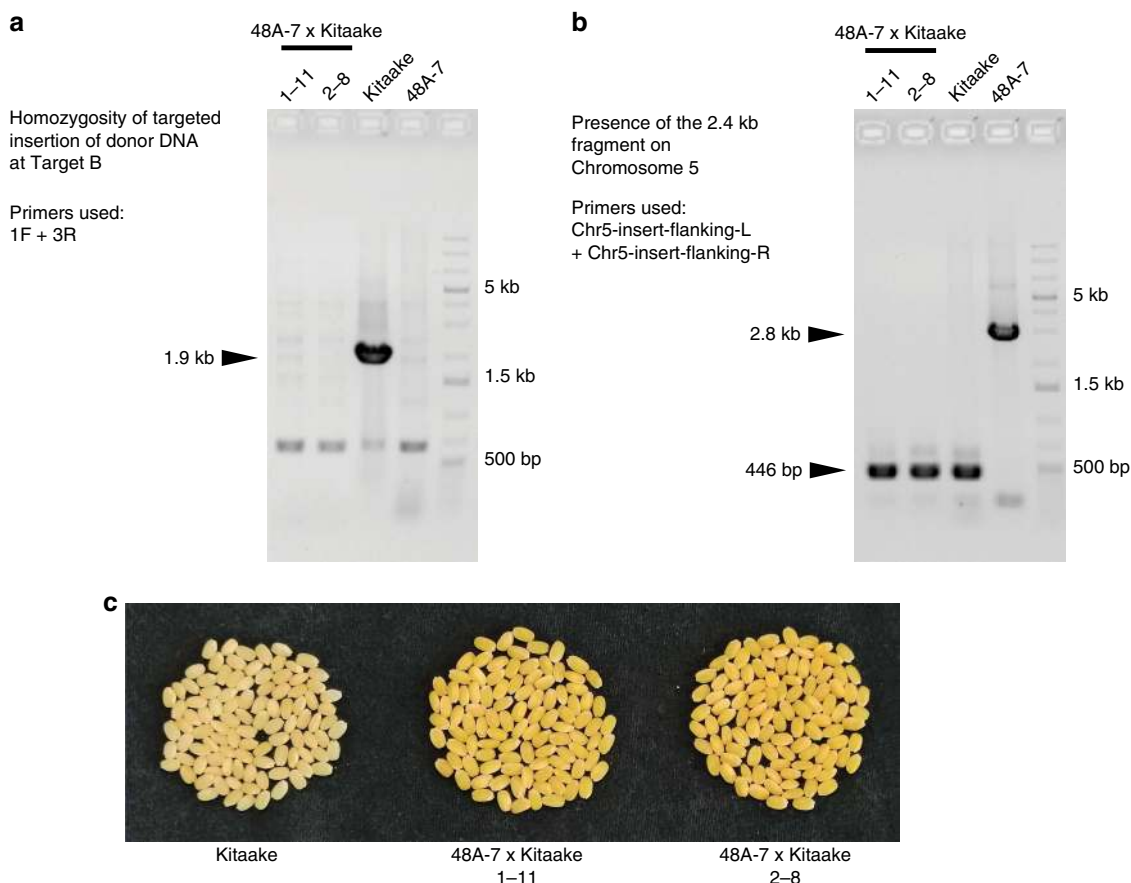 a
48A-7 x Kitaake
1–11
2–8
Kitaake
48A-7
Homozygosity of targeted
insertion of donor DNA
at Target B
Primers used:
1F + 3R
5 kb
1.9 kb
1.5 kb
500 bp
b
48A-7 x Kitaake
1–11
2–8
Kitaake
48A-7
Presence of the 2.4 kb
fragment on
Chromosome 5
Primers used:
Chr5-insert-flanking-L
+ Chr5-insert-flanking-R
5 kb
2.8 kb
1.5 kb
446 bp
500 bp
c
Kitaake
48A-7 x Kitaake
1–11
48A-7 x Kitaake
2–8